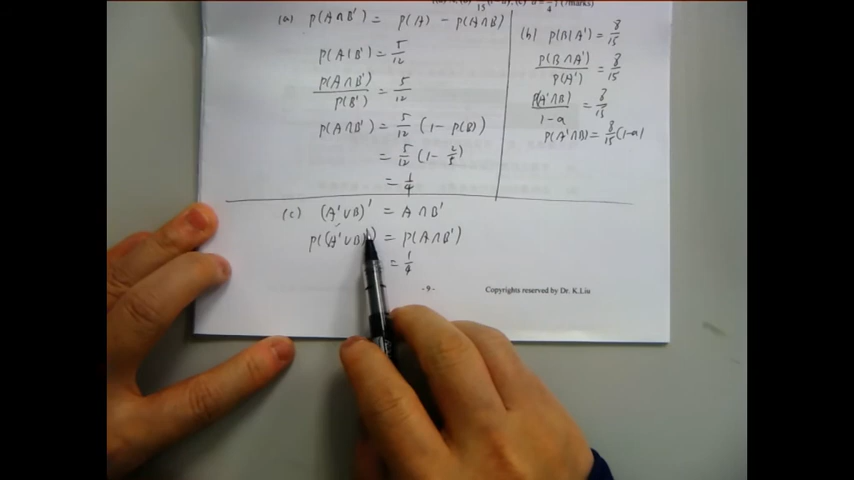 (a) P(A∩B') = P(A) - P(A∩B)
P(A|B') = 5/12
P(A∩B')/P(B') = 5/12
P(A∩B') = 5/12 (1 - P(B))
= 5/12 (1 - 2/5)
= 1/4
(b) P(B|A') = 8/15
P(B∩A')/P(A') = 8/15
P(A'∩B)/1-a = 8/15
P(A'∩B) = 8/15 (1-a)
(c) (A'∪B)' = A∩B'
P((A'∪B)') = P(A∩B')
= 1/4
-9-
Copyrights reserved by Dr. K.Liu